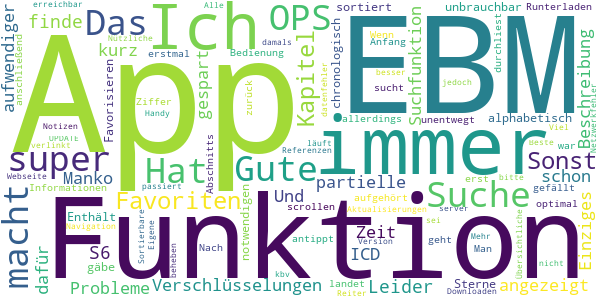 erreichbar
Alle
sortiert
unbrauchbar
Runterladen
aufwendiger
anschließend
finde
Nützliche
Das
kurz
Ich
OPS
EBM
damals
Wenn
Anfang
besser
Favorisieren
erstmal
Bedienung
gespart
Kapitel
Suchfunktion
chronologisch
durchliest
Beschreibung
Netzwerkfehler
App
Ziffer
Handy
zurück
sucht
datenfehler
jedoch
unentwegt
allerdings
alphabetisch
Notizen
UPDATE
verlinkt
läuft
Referenzen
Viel
Beste
war
immer
super
Hat
Gute
Sonst
Webseite
passiert
Abschnitts
Manko
Informationen
Und
partielle
Suche
schon
erst
bitte
gefällt
macht
Enthält
Navigation
Favoriten
scrollen
notwendigen
aufgehört
Aktualisierungen
server
sei
optimal
Übersichtliche
Einziges
dafür
S6
gäbe
Sortierbare
Eigene
beheben
Funktion
antippt
Zeit
Version
ICD
geht
Mehr
Man
nicht
angezeigt
Probleme
Verschlüsselungen
Nach
kbv
landet
Reiter
Leider
Sterne
Downloaden